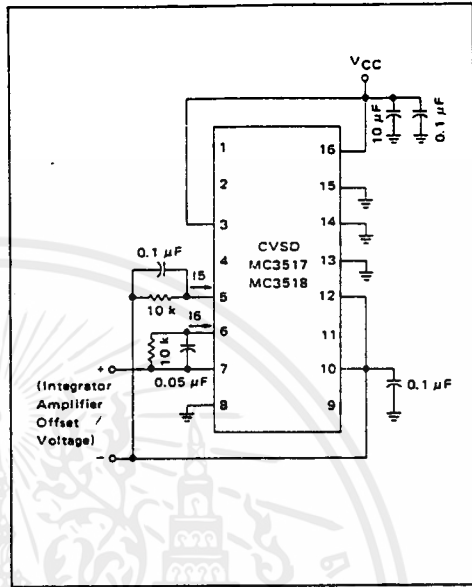 VCC
10 µF
0.1 µF
1
16
2
15
3
14
CVSD
MC3517
MC3518
4
13
0.1 µF
I5
5
12
10 k
I6
6
11
10 k
+
7
10
0.05 µF
0.1 µF
(Integrator
Amplifier
Offset
Voltage)
8
9
−